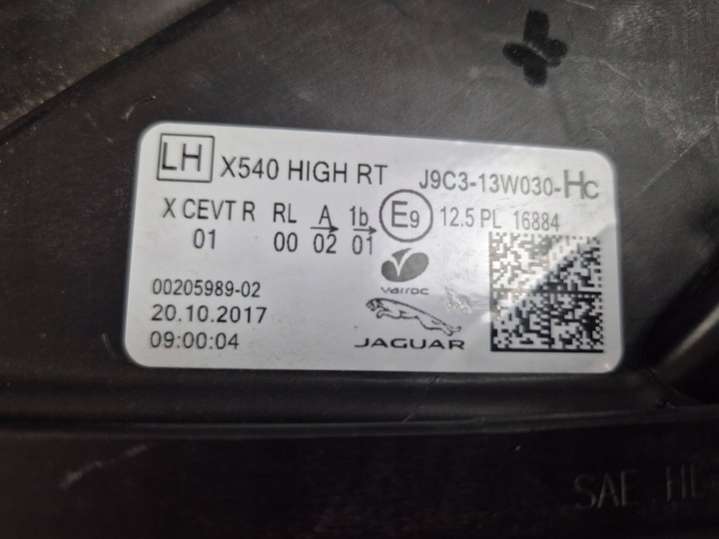 LH X540 HIGH RT J9C3-13W030-Hc
X CEVT R RL A 1b E9 12.5 PL 16884
01 00 02 01
varroc
00205989-02
20.10.2017
JAGUAR
09:00:04
SAE